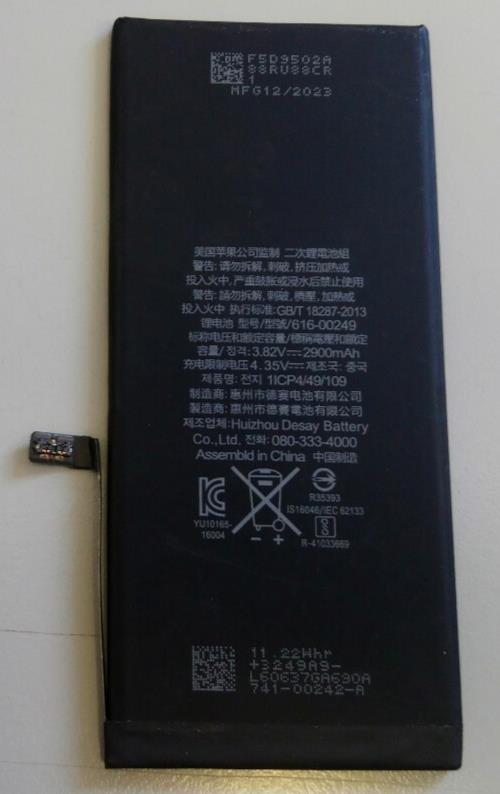 F5D9502A
88RU88CR
1
MFG12/2023
美国苹果公司监制 二次鋰電池組
警告: 请勿拆解, 刺破, 挤压加热或
投入火中, 严重鼓胀或浸水后禁止使用
警告: 請勿拆解, 刺破, 積壓, 加熱或
投入火中 执行标准:GB/T 18287-2013
锂电池 型号/型號/616-00249
标称电压和额定容量/標稱電壓和額定
容量/ 정격: 3.82V⎓2900mAh
充电限制电压4.35V⎓제조국: 중국
제품명: 전지 1ICP4/49/109
制造商: 惠州市德赛电池有限公司
製造商: 惠州市德賽電池有限公司
제조업체:Huizhou Desay Battery
Co.,Ltd. 전화: 080-333-4000
Assembld in China 中国制造
R35393
YU10165-
16004
IS16046/IEC 62133
R-41033669
11.22Whr
+3249A9-
L60637GA690A
741-00242-A